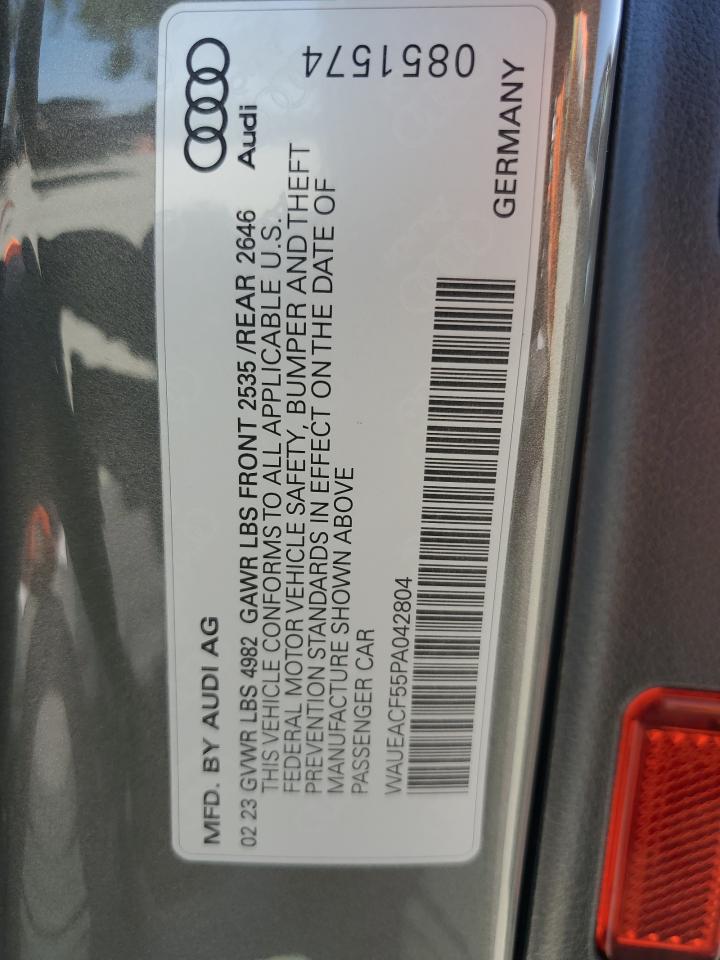 MFD. BY AUDI AG
Audi
02 23 GVWR LBS 4982 GAWR LBS FRONT 2535 /REAR 2646
THIS VEHICLE CONFORMS TO ALL APPLICABLE U.S.
FEDERAL MOTOR VEHICLE SAFETY, BUMPER AND THEFT
PREVENTION STANDARDS IN EFFECT ON THE DATE OF
MANUFACTURE SHOWN ABOVE
PASSENGER CAR
0851574
WAUEACF55PA042804
GERMANY